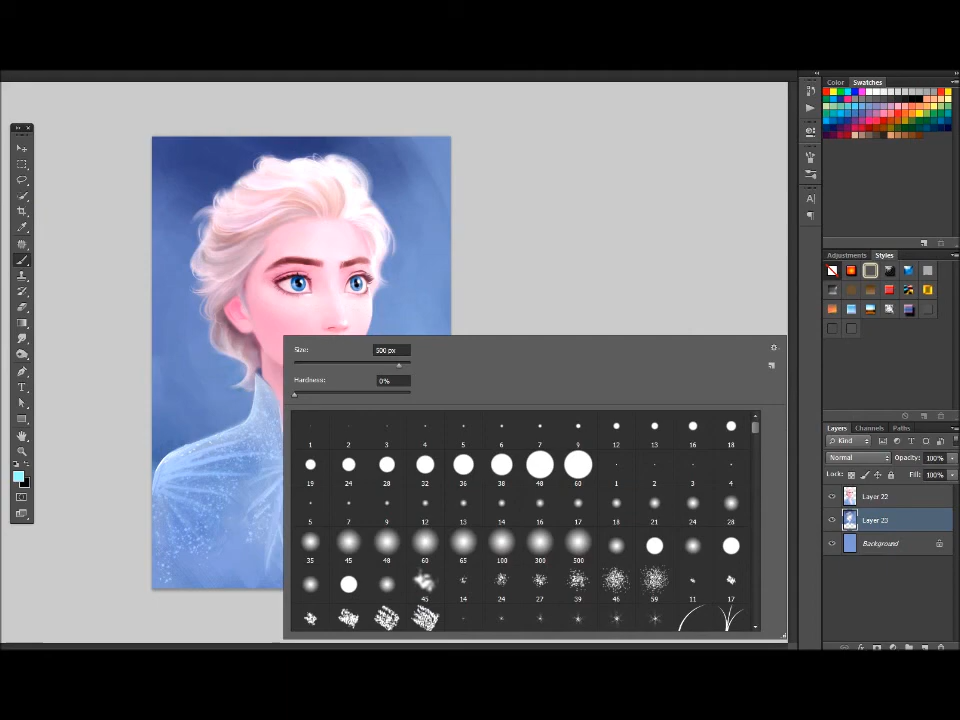 Color Swatches
Size: 500 px
Hardness: 0%
1 2 3 4 5 6 7 9 12 13 16 18
19 24 28 32 36 38 48 60 1 2 3 4
5 7 9 12 13 14 16 17 18 21 24 28
35 45 48 60 65 100 300 500
45 14 24 27 39 46 59 11 17
Adjustments Styles
Layers Channels Paths
Kind
Normal Opacity: 100%
Lock: Fill: 100%
Layer 22
Layer 23
Background